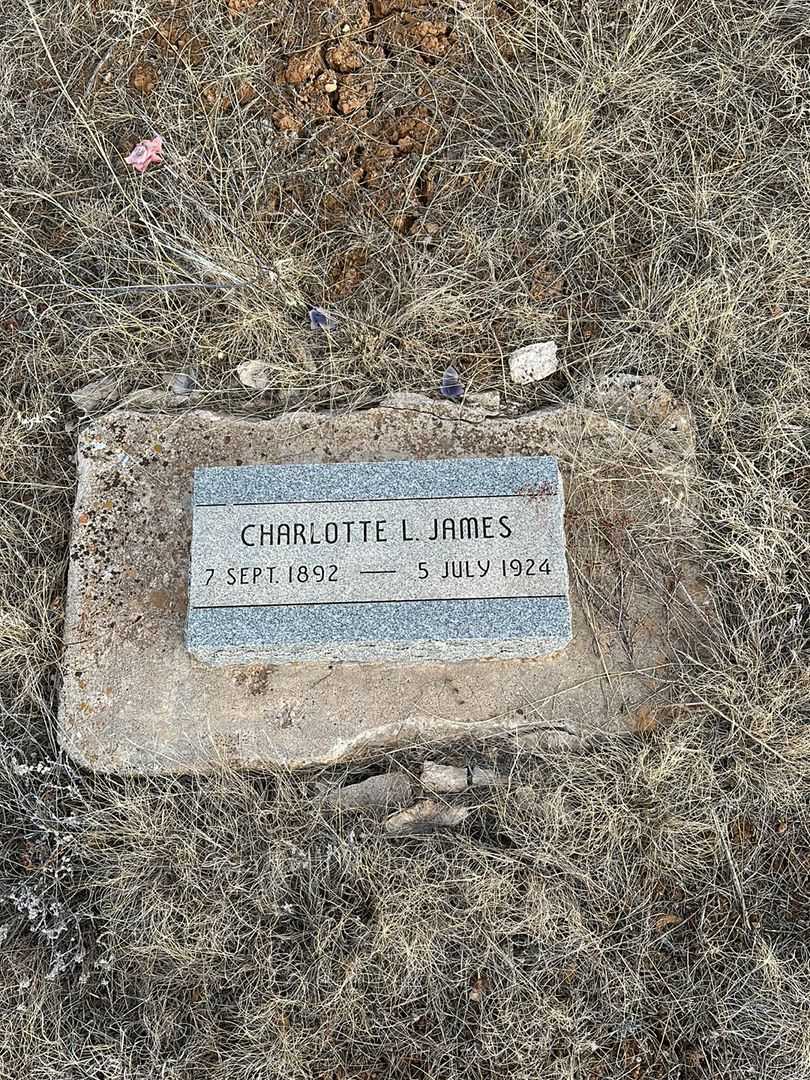 CHARLOTTE L. JAMES
7 SEPT. 1892 — 5 JULY 1924